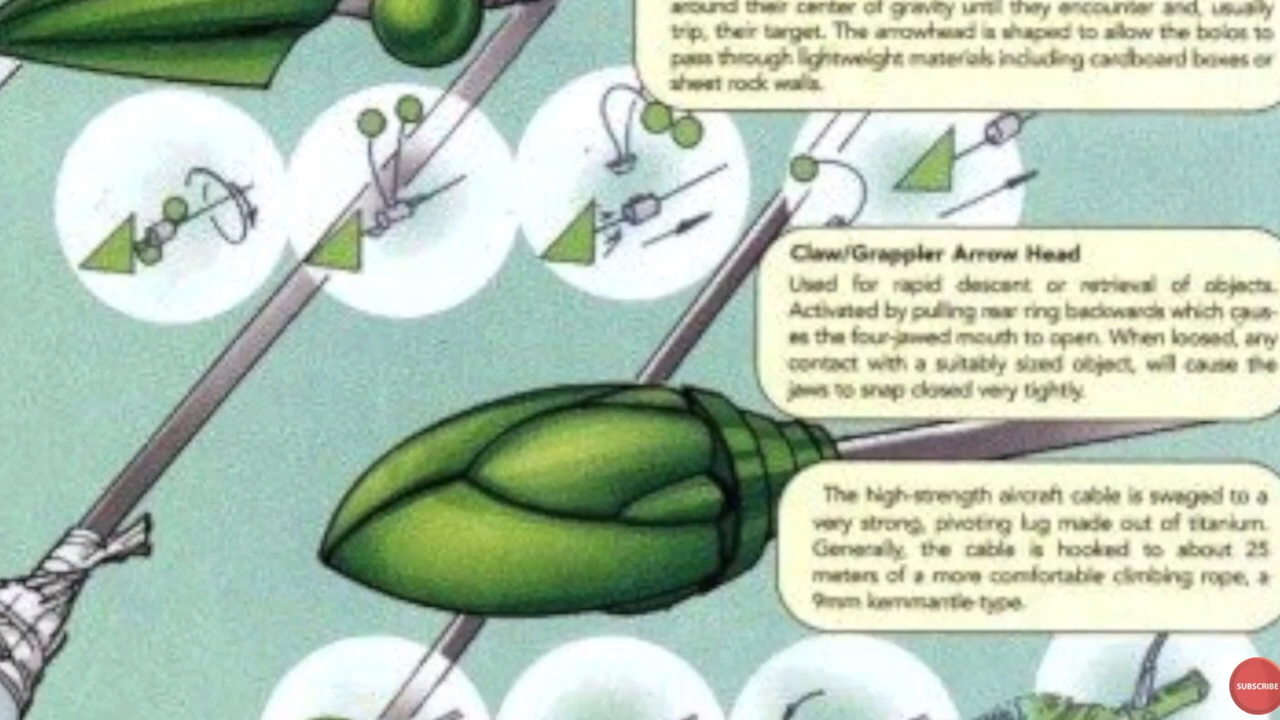 around their center of gravity until they encounter and, usually
trip, their target. The arrowhead is shaped to allow the bolos to
pass through lightweight materials including cardboard boxes or
sheet rock walls.
Claw/Grappler Arrow Head
Used for rapid descent or retrieval of objects.
Activated by pulling rear ring backwards which caus-
es the four-jawed mouth to open. When loosed, any
contact with a suitably sized object, will cause the
jaws to snap closed very tightly.
The high-strength aircraft cable is swaged to a
very strong, pivoting lug made out of titanium.
Generally, the cable is hooked to about 25
meters of a more comfortable climbing rope, a
9mm kernmantle-type.
SUBSCRIBE